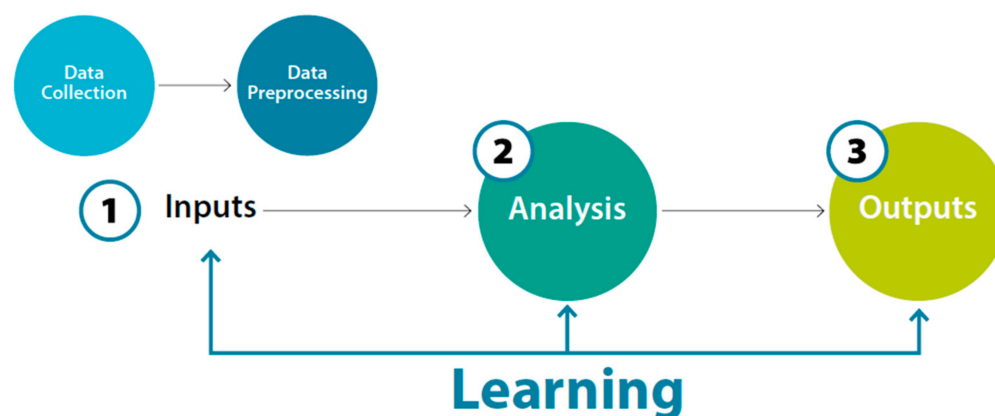 Data
Collection
Data
Preprocessing
1
Inputs
2
Analysis
3
Outputs
Learning